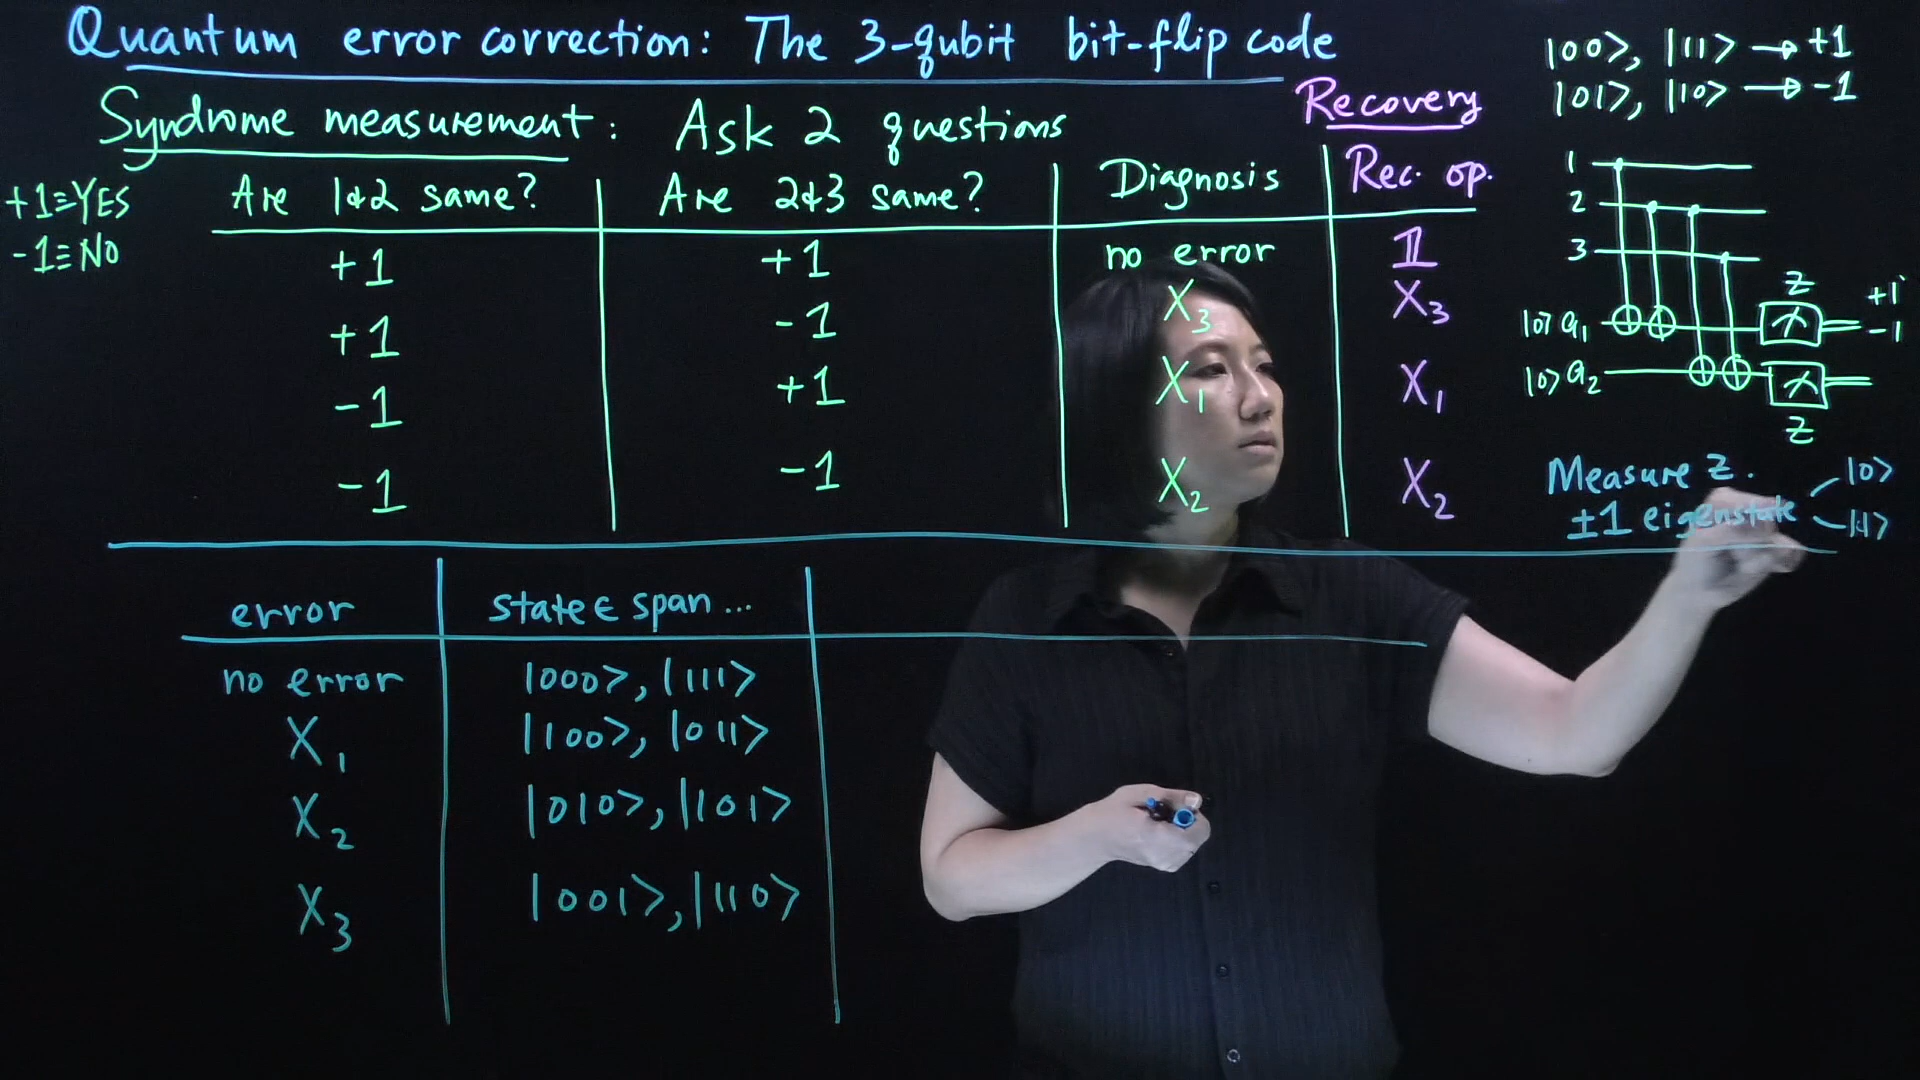 Quantum error correction: The 3-qubit bit-flip code
Syndrome measurement: Ask 2 questions
Recovery
|00>, |11> → +1
|01>, |10> → -1
+1≡YES
-1≡NO
Are 1&2 same? Are 2&3 same? Diagnosis Rec. op.
+1 +1 no error 𝟙
+1 -1 X₃ X₃
-1 +1 X₁ X₁
-1 -1 X₂ X₂
1
2
3
Z
|0> a₁ +1
-1
|0> a₂
Z
Measure Z. |0>
±1 eigenstate |1>
error state ∈ span ...
no error |000>, |111>
X₁ |100>, |011>
X₂ |010>, |101>
X₃ |001>, |110>